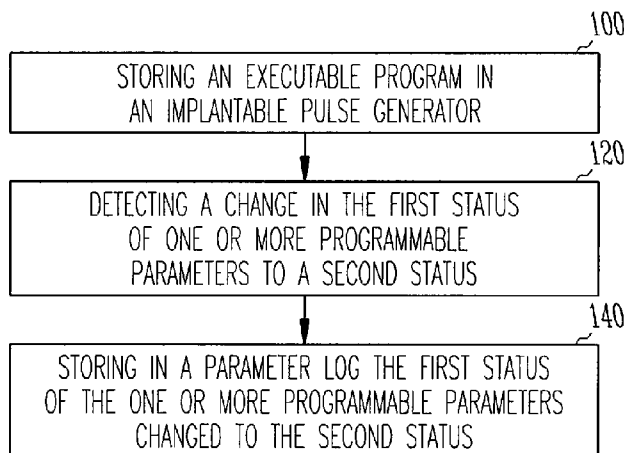 100
STORING AN EXECUTABLE PROGRAM IN
AN IMPLANTABLE PULSE GENERATOR
120
DETECTING A CHANGE IN THE FIRST STATUS
OF ONE OR MORE PROGRAMMABLE
PARAMETERS TO A SECOND STATUS
140
STORING IN A PARAMETER LOG THE FIRST STATUS
OF THE ONE OR MORE PROGRAMMABLE PARAMETERS
CHANGED TO THE SECOND STATUS